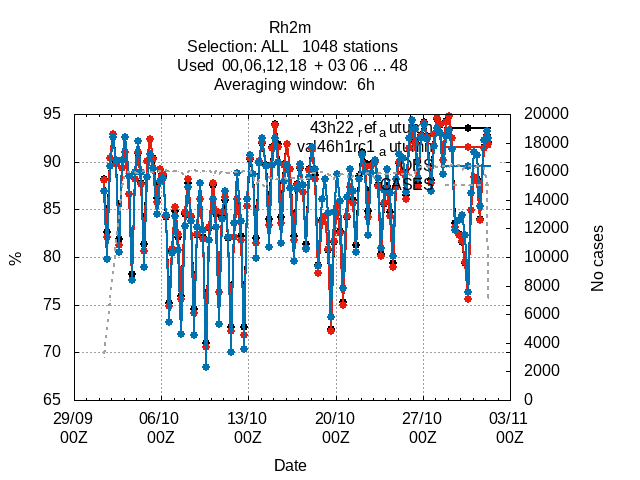 Rh2m
Selection: ALL   1048 stations
Used  00,06,12,18  + 03 06 ... 48
Averaging window:  6h
95
90
85
80
75
70
65
%
20000
18000
16000
14000
12000
10000
8000
6000
4000
2000
0
No cases
43h22_ref_autumn
OBS
CASES
29/09 06/10 13/10 20/10 27/10 03/11
00Z 00Z 00Z 00Z 00Z 00Z
Date